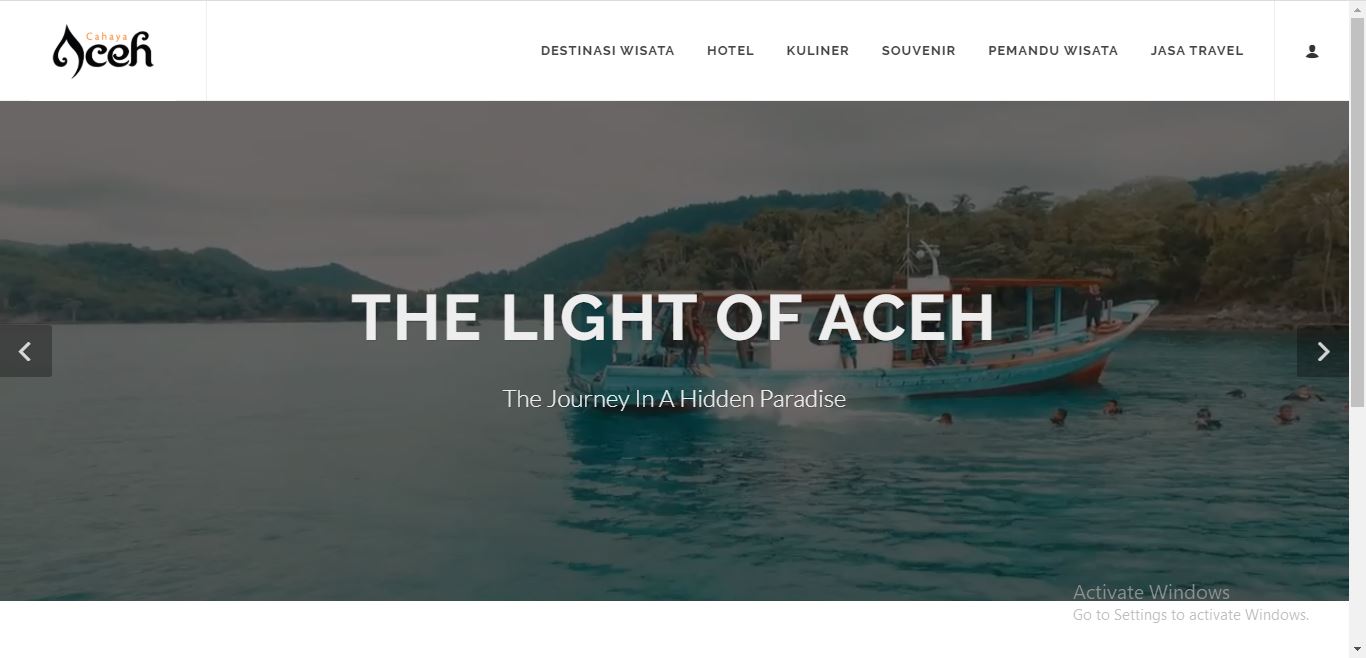 Cahaya
Aceh
DESTINASI WISATA HOTEL KULINER SOUVENIR PEMANDU WISATA JASA TRAVEL
THE LIGHT OF ACEH
The Journey In A Hidden Paradise
Activate Windows
Go to Settings to activate Windows.